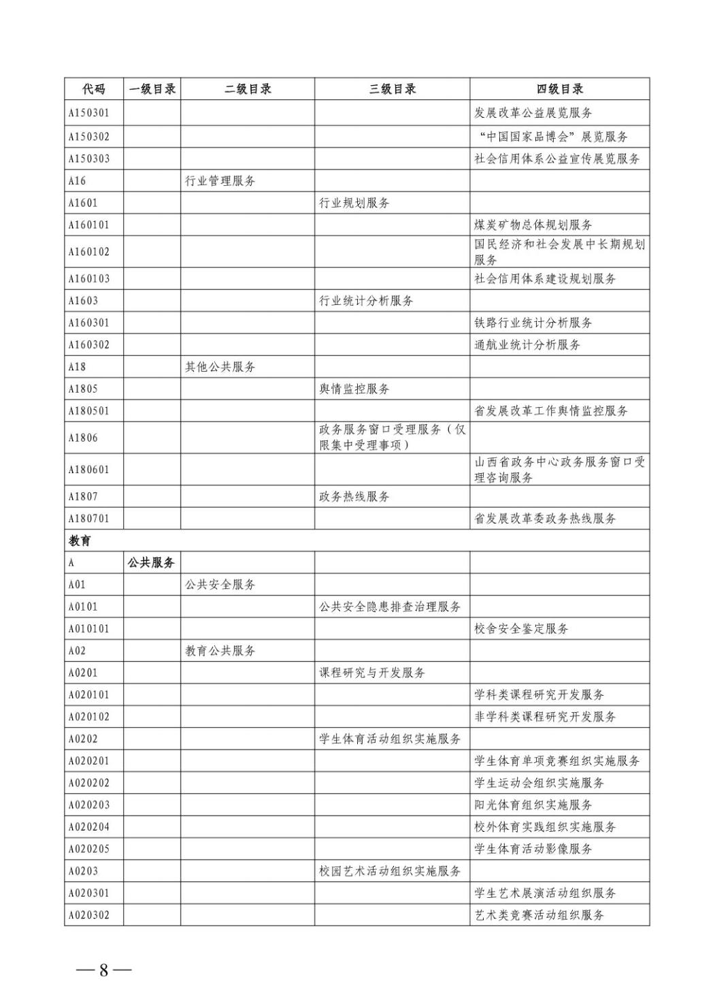 代码 一级目录 二级目录 三级目录 四级目录
A150301 发展改革公益展览服务
A150302 “中国国家品博会”展览服务
A150303 社会信用体系公益宣传展览服务
A16 行业管理服务
A1601 行业规划服务
A160101 煤炭矿物总体规划服务
A160102 国民经济和社会发展中长期规划
服务
A160103 社会信用体系建设规划服务
A1603 行业统计分析服务
A160301 铁路行业统计分析服务
A160302 通航业统计分析服务
A18 其他公共服务
A1805 舆情监控服务
A180501 省发展改革工作舆情监控服务
A1806 政务服务窗口受理服务（仅
限集中受理事项）
A180601 山西省政务中心政务服务窗口受
理咨询服务
A1807 政务热线服务
A180701 省发展改革委政务热线服务
教育
A 公共服务
A01 公共安全服务
A0101 公共安全隐患排查治理服务
A010101 校舍安全鉴定服务
A02 教育公共服务
A0201 课程研究与开发服务
A020101 学科类课程研究开发服务
A020102 非学科类课程研究开发服务
A0202 学生体育活动组织实施服务
A020201 学生体育单项竞赛组织实施服务
A020202 学生运动会组织实施服务
A020203 阳光体育组织实施服务
A020204 校外体育实践组织实施服务
A020205 学生体育活动影像服务
A0203 校园艺术活动组织实施服务
A020301 学生艺术展演活动组织服务
A020302 艺术类竞赛活动组织服务
— 8 —